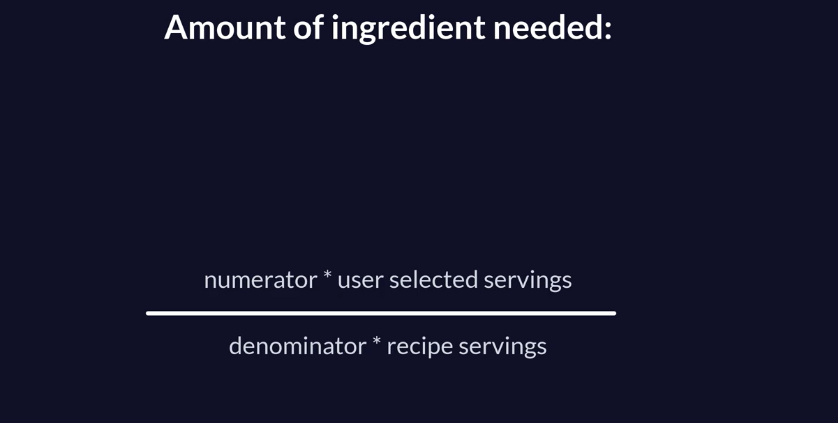 Amount of ingredient needed:
numerator * user selected servings
denominator * recipe servings